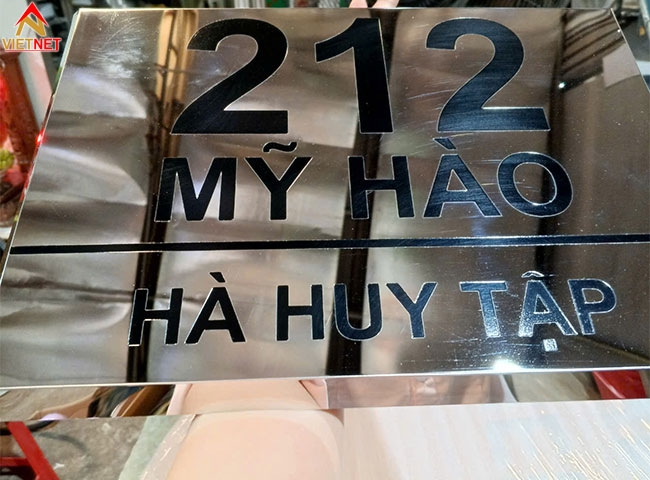 VIETNET
212
MỸ HÀO
HÀ HUY TẬP